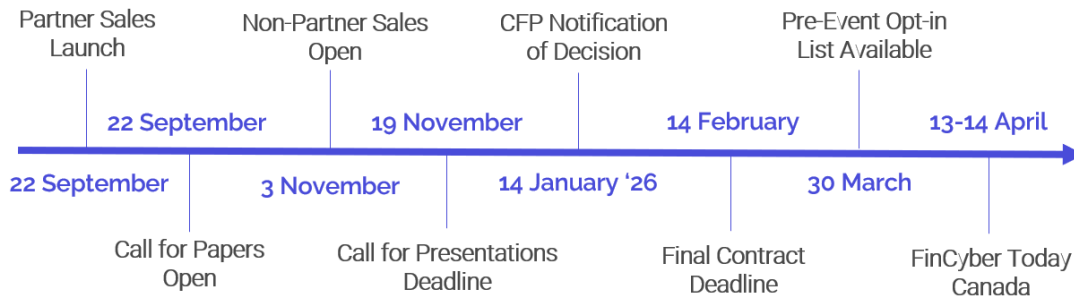 Partner Sales
Launch
Non-Partner Sales
Open
CFP Notification
of Decision
Pre-Event Opt-in
List Available
22 September
19 November
14 February
13-14 April
22 September
3 November
14 January ‘26
30 March
Call for Papers
Open
Call for Presentations
Deadline
Final Contract
Deadline
FinCyber Today
Canada